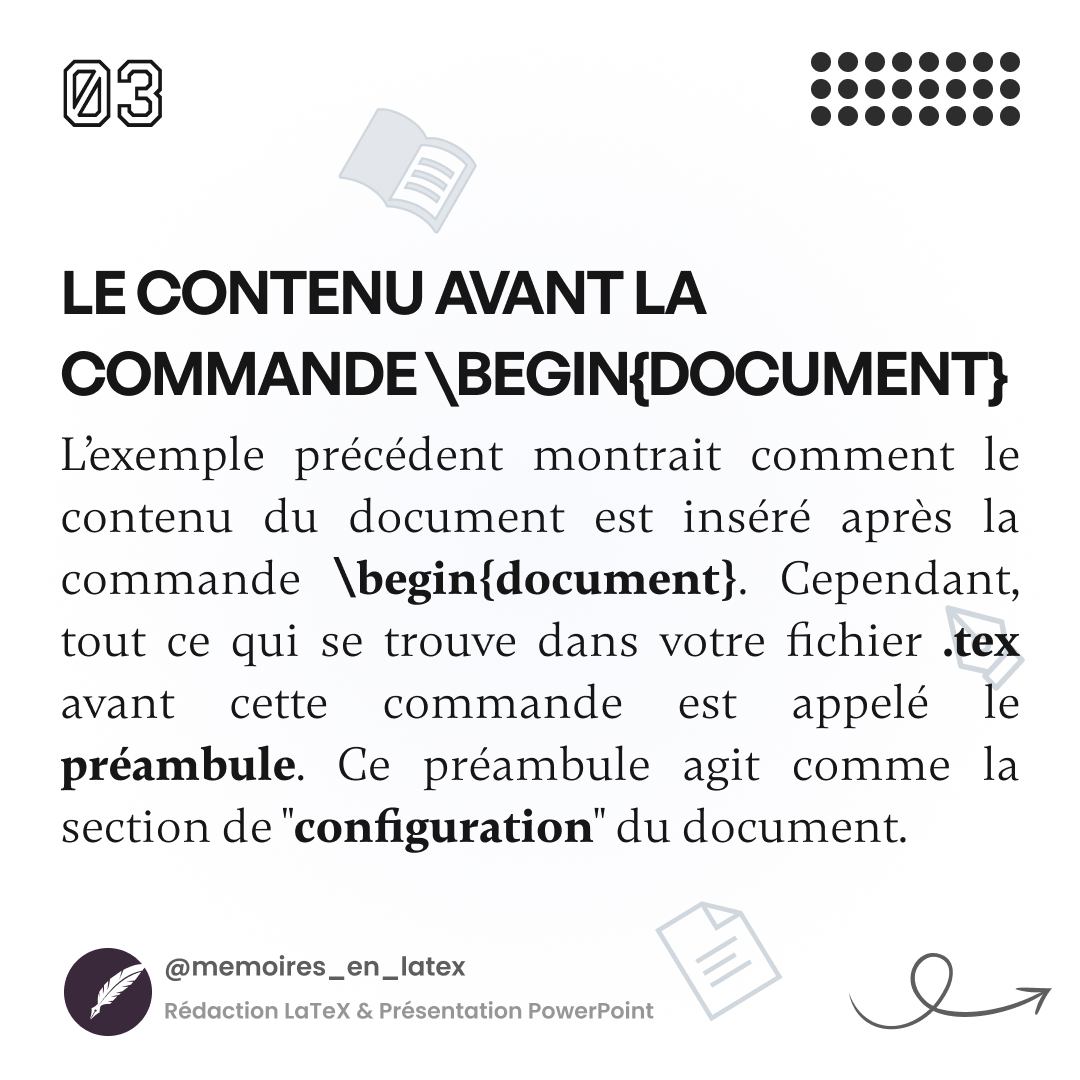 03
LE CONTENU AVANT LA
COMMANDE \BEGIN{DOCUMENT}
L’exemple précédent montrait comment le
contenu du document est inséré après la
commande \begin{document}. Cependant,
tout ce qui se trouve dans votre fichier .tex
avant cette commande est appelé le
préambule. Ce préambule agit comme la
section de "configuration" du document.
@memoires_en_latex
Rédaction LaTeX & Présentation PowerPoint